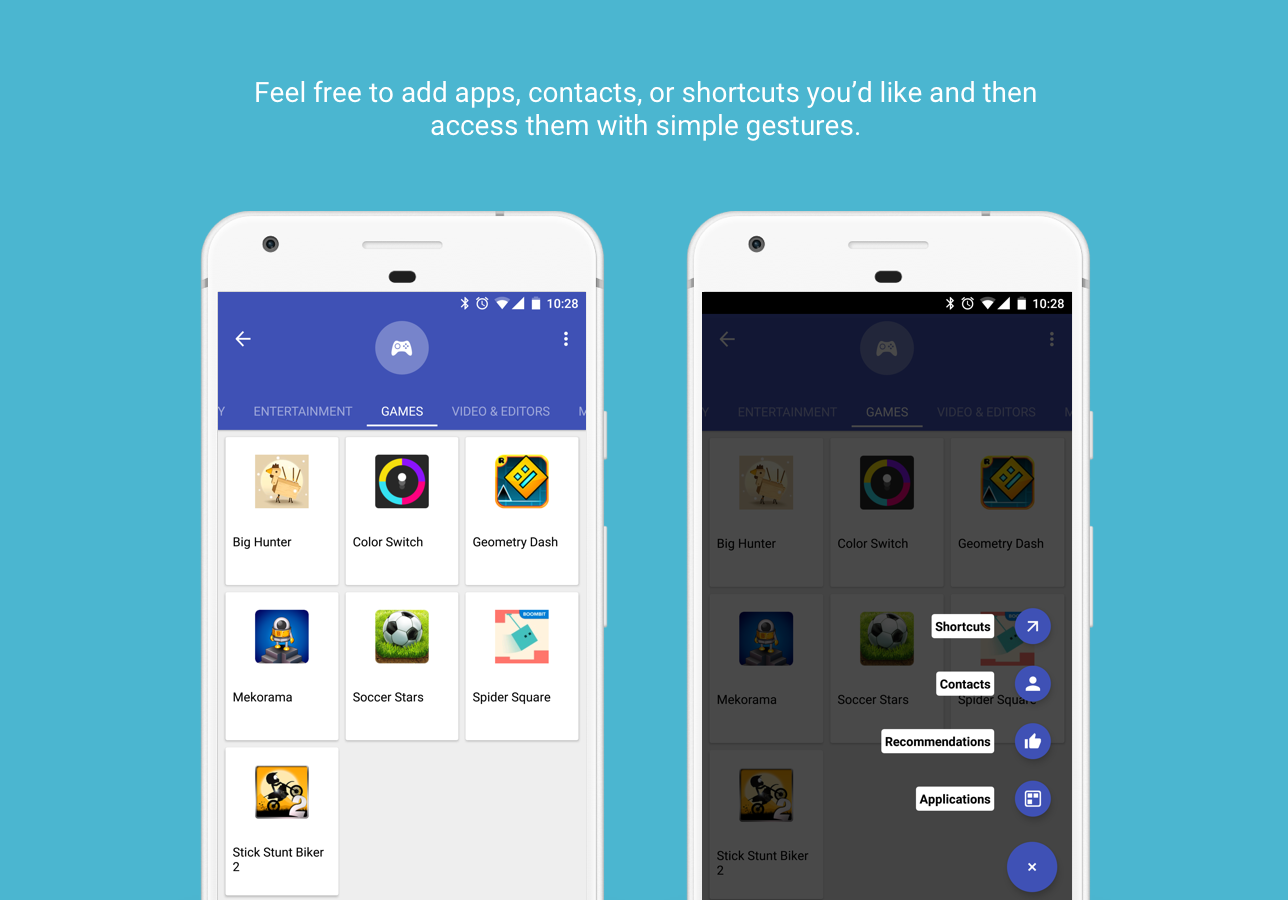 Feel free to add apps, contacts, or shortcuts you’d like and then
access them with simple gestures.
10:28
Y ENTERTAINMENT GAMES VIDEO & EDITORS M
Big Hunter
Color Switch
R
Geometry Dash
Mekorama
Soccer Stars
BOOMBIT
Spider Square
2
Stick Stunt Biker
2
10:28
Y ENTERTAINMENT GAMES VIDEO & EDITORS M
Big Hunter
Color Switch
R
Geometry Dash
Mekorama
Soccer Stars
Spider Square
2
Stick Stunt Biker
2
Shortcuts
Contacts
Recommendations
Applications